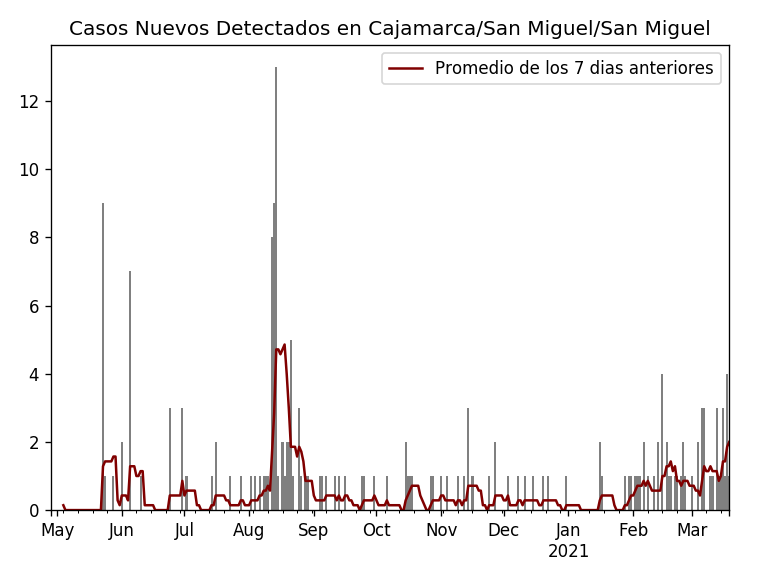 Casos Nuevos Detectados en Cajamarca/San Miguel/San Miguel
Promedio de los 7 dias anteriores
12
10
8
6
4
2
0
May Jun Jul Aug Sep Oct Nov Dec Jan Feb Mar
2021